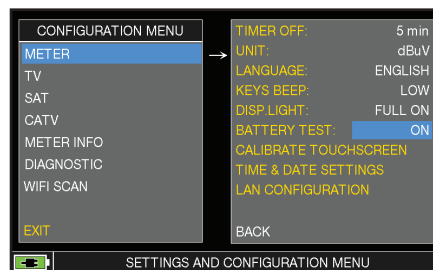 CONFIGURATION MENU
METER
TV
SAT
CATV
METER INFO
DIAGNOSTIC
WIFI SCAN
EXIT
→
TIMER OFF: 5 min
UNIT: dBuV
LANGUAGE: ENGLISH
KEYS BEEP: LOW
DISP.LIGHT: FULL ON
BATTERY TEST: ON
CALIBRATE TOUCHSCREEN
TIME & DATE SETTINGS
LAN CONFIGURATION
BACK
SETTINGS AND CONFIGURATION MENU